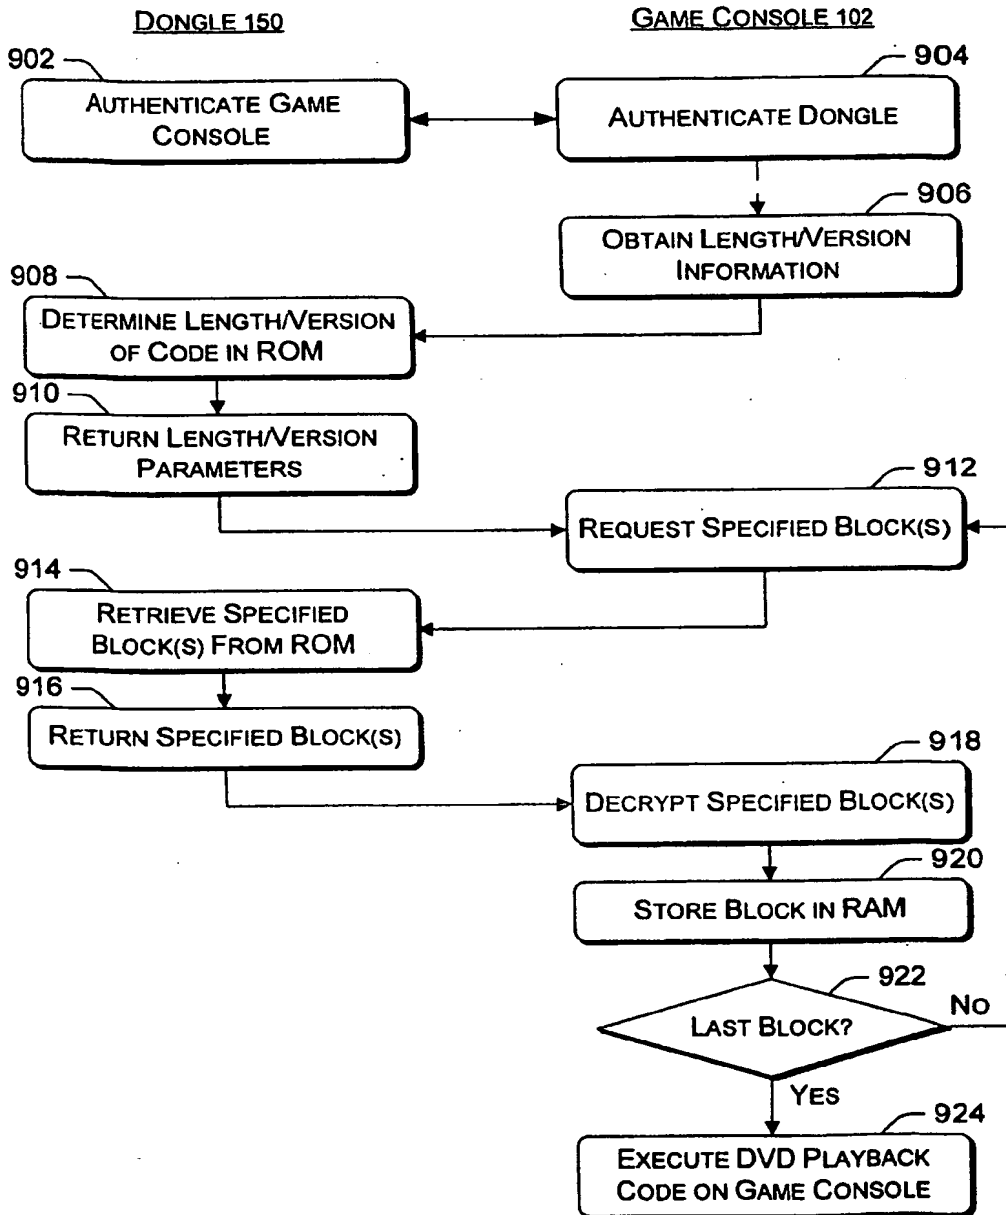 DONGLE 150
GAME CONSOLE 102
902
AUTHENTICATE GAME
CONSOLE
904
AUTHENTICATE DONGLE
906
OBTAIN LENGTH/VERSION
INFORMATION
908
DETERMINE LENGTH/VERSION
OF CODE IN ROM
910
RETURN LENGTH/VERSION
PARAMETERS
912
REQUEST SPECIFIED BLOCK(S)
914
RETRIEVE SPECIFIED
BLOCK(S) FROM ROM
916
RETURN SPECIFIED BLOCK(S)
918
DECRYPT SPECIFIED BLOCK(S)
920
STORE BLOCK IN RAM
922
LAST BLOCK?
NO
YES
924
EXECUTE DVD PLAYBACK
CODE ON GAME CONSOLE